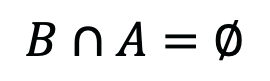 B ∩ A = ∅